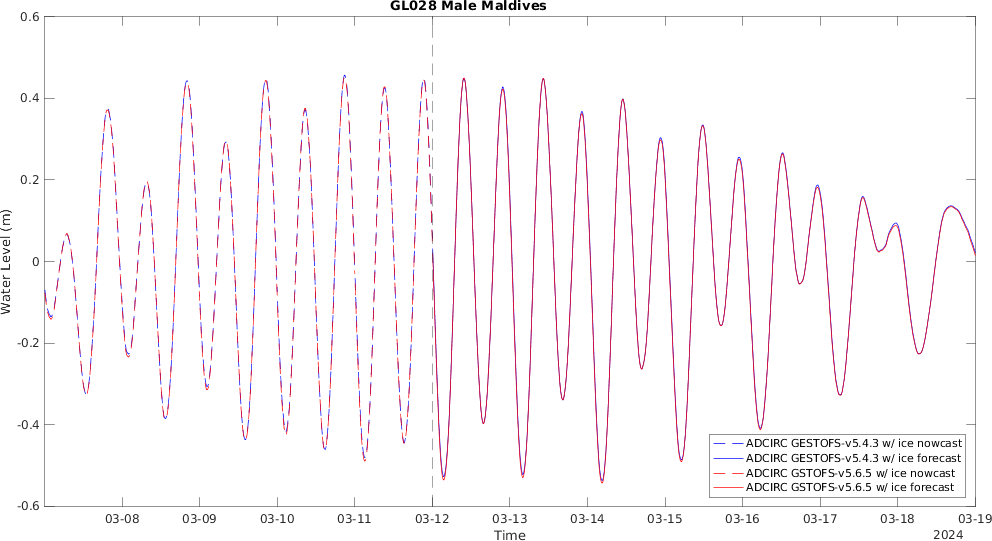 GL028 Male Maldives
0.6
0.4
0.2
0
-0.2
-0.4
-0.6
Water Level (m)
ADCIRC GESTOFS-v5.4.3 w/ ice nowcast
ADCIRC GESTOFS-v5.4.3 w/ ice forecast
ADCIRC GSTOFS-v5.6.5 w/ ice nowcast
ADCIRC GSTOFS-v5.6.5 w/ ice forecast
03-08 03-09 03-10 03-11 03-12 03-13 03-14 03-15 03-16 03-17 03-18 03-19
Time 2024